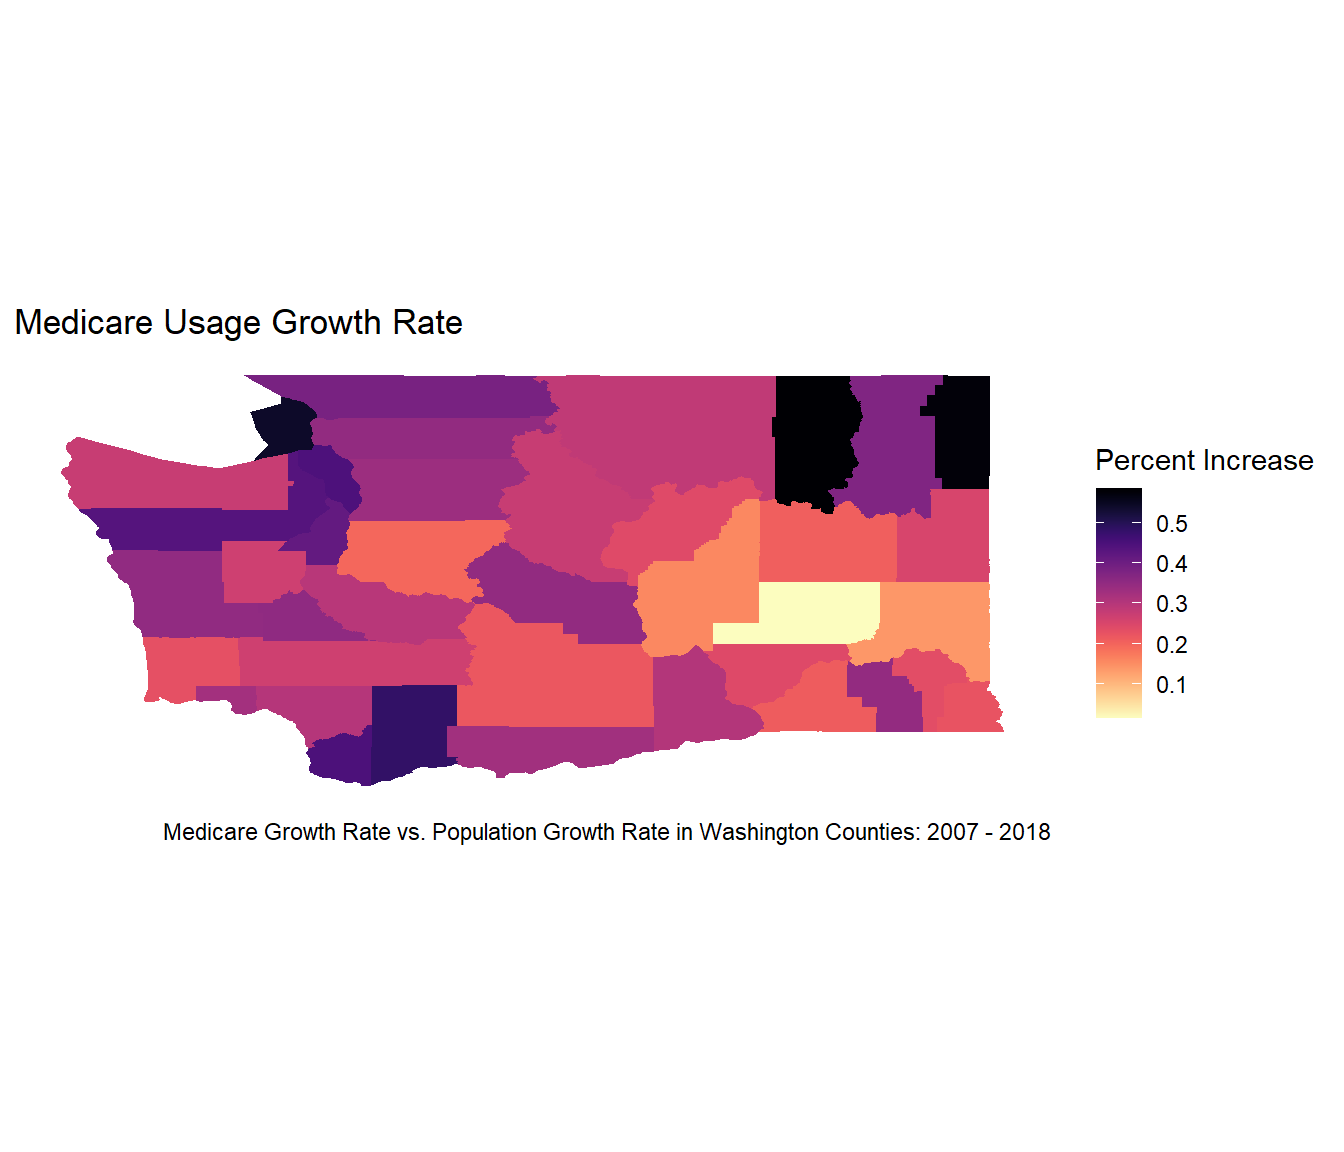 Medicare Usage Growth Rate
Percent Increase
0.5
0.4
0.3
0.2
0.1
Medicare Growth Rate vs. Population Growth Rate in Washington Counties: 2007 - 2018